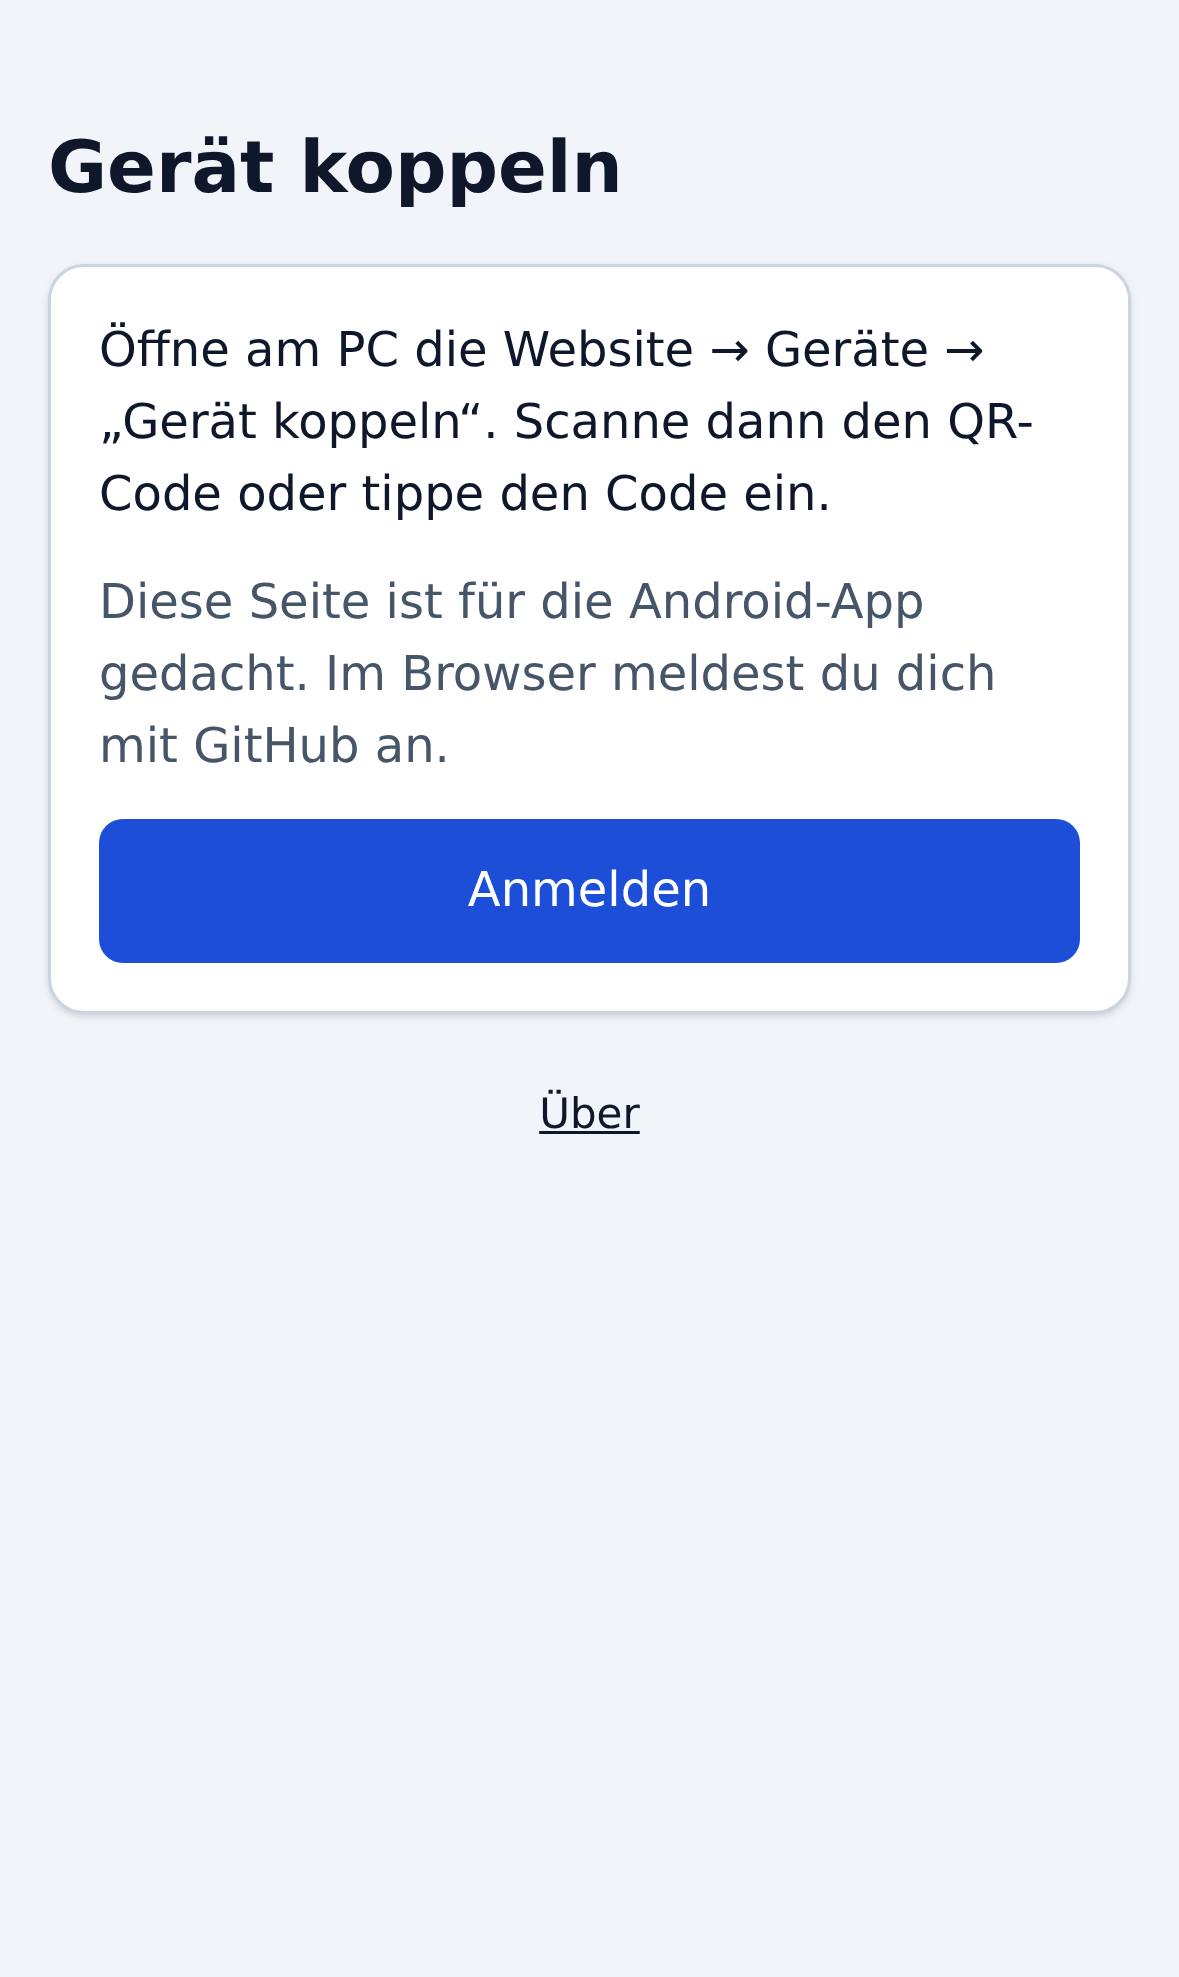 Gerät koppeln
Öffne am PC die Website → Geräte →
„Gerät koppeln“. Scanne dann den QR-
Code oder tippe den Code ein.
Diese Seite ist für die Android-App
gedacht. Im Browser meldest du dich
mit GitHub an.
Anmelden
Über